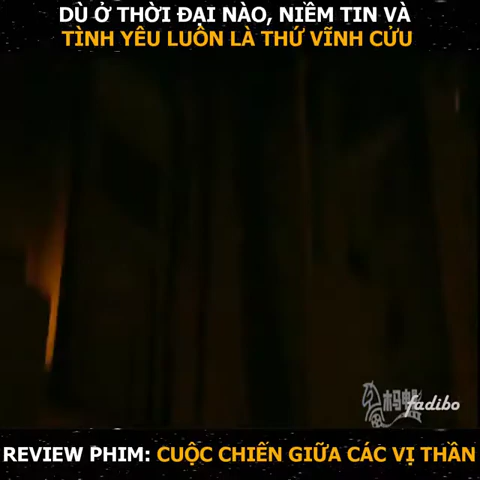 DÙ Ở THỜI ĐẠI NÀO, NIỀM TIN VÀ
TÌNH YÊU LUÔN LÀ THỨ VĨNH CỬU
fadibo
REVIEW PHIM: CUỘC CHIẾN GIỮA CÁC VỊ THẦN